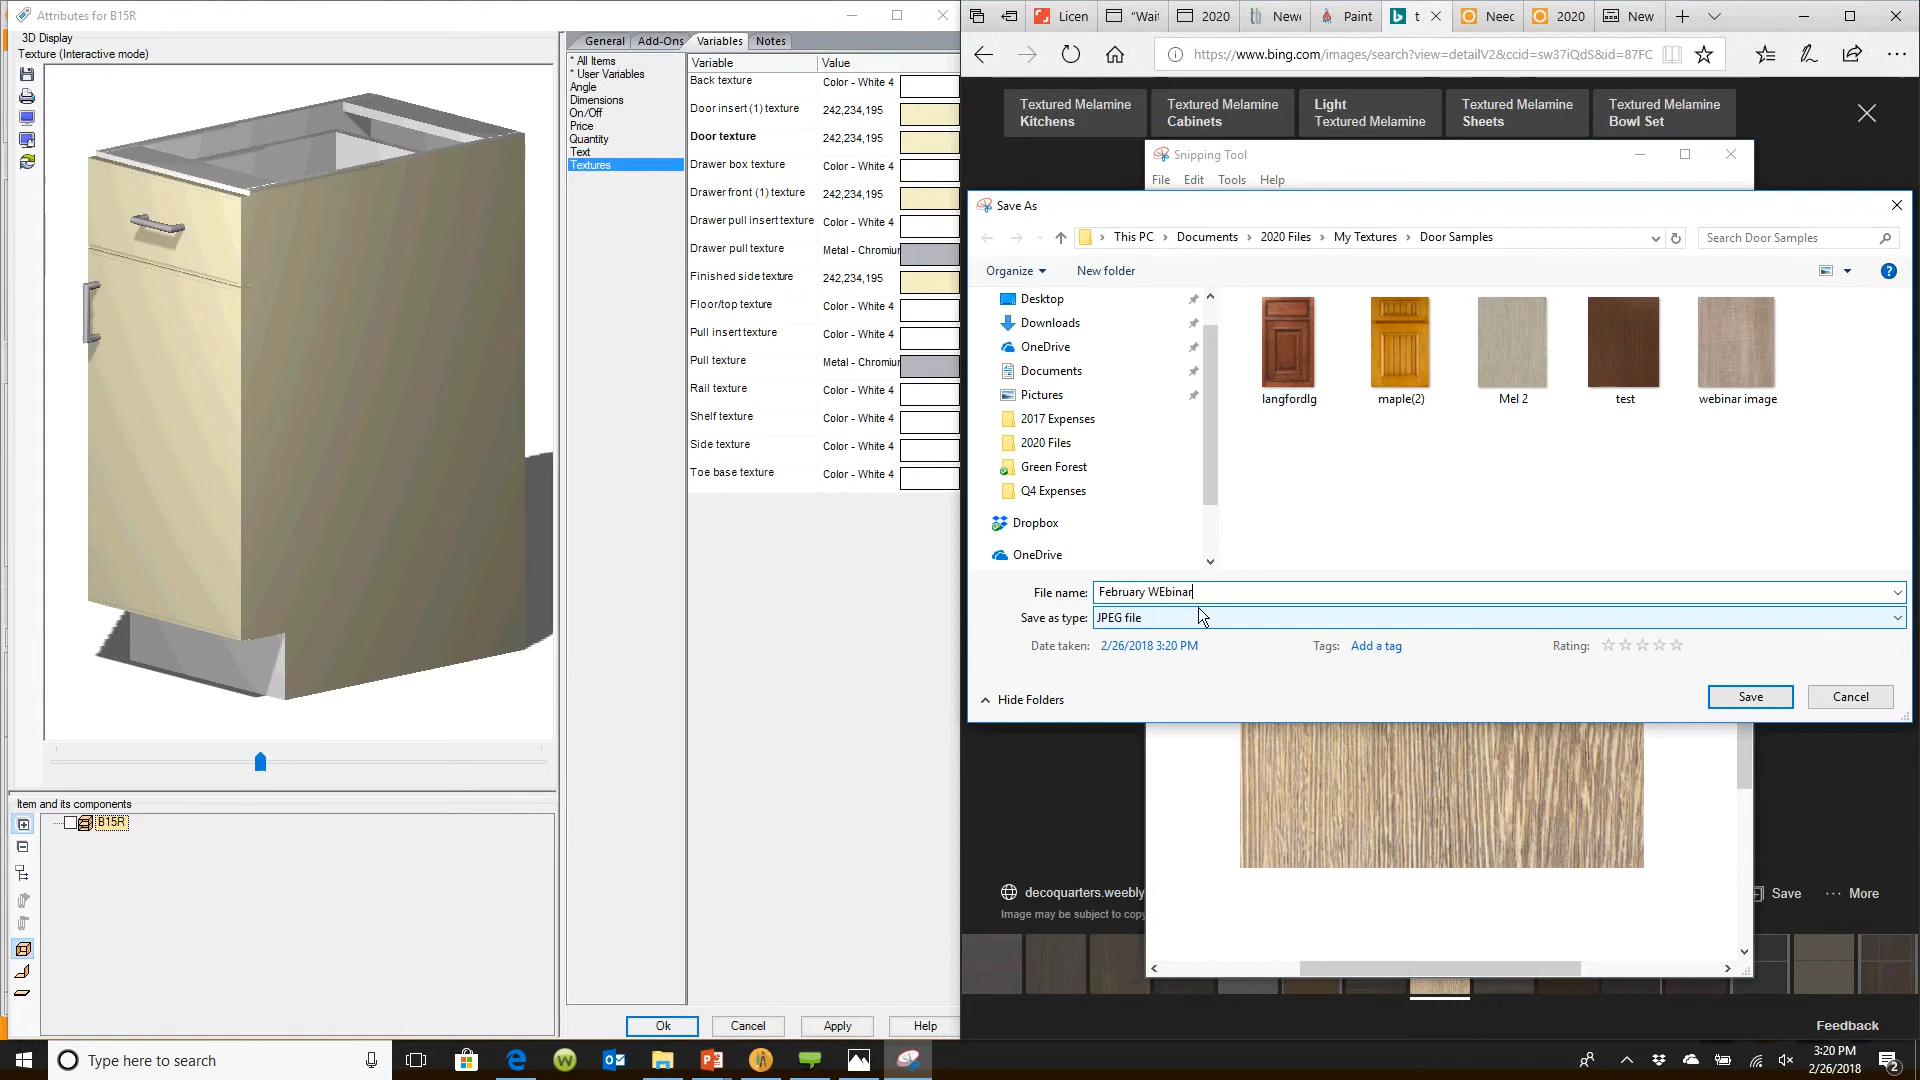 Attributes for B15R
3D Display
Texture (Interactive mode)
General
Add-Ons
Variables
Notes
* All Items
* User Variables
Angle
Dimensions
On/Off
Price
Quantity
Text
Textures
Variable Value
Back texture Color - White 4
Door insert (1) texture 242,234,195
Door texture 242,234,195
Drawer box texture Color - White 4
Drawer front (1) texture 242,234,195
Drawer pull insert texture Color - White 4
Drawer pull texture Metal - Chromiur
Finished side texture 242,234,195
Floor/top texture Color - White 4
Pull insert texture Color - White 4
Pull texture Metal - Chromiur
Rail texture Color - White 4
Shelf texture Color - White 4
Side texture Color - White 4
Toe base texture Color - White 4
Item and its components
B15R
Ok
Cancel
Apply
Help
Licen
"Wai
2020
New
Paint
t
Neec
2020
New
https://www.bing.com/images/search?view=detailV2&ccid=sw37iQdS&id=87FC
Textured Melamine Kitchens
Textured Melamine Cabinets
Light Textured Melamine
Textured Melamine Sheets
Textured Melamine Bowl Set
Snipping Tool
File Edit Tools Help
Save As
This PC > Documents > 2020 Files > My Textures > Door Samples
Search Door Samples
Organize
New folder
Desktop
Downloads
OneDrive
Documents
Pictures
2017 Expenses
2020 Files
Green Forest
Q4 Expenses
Dropbox
OneDrive
langfordlg
maple(2)
Mel 2
test
webinar image
File name: February WEbinar
Save as type: JPEG file
Date taken: 2/26/2018 3:20 PM
Tags: Add a tag
Rating:
Hide Folders
Save
Cancel
decoquarters.weebly
Image may be subject to copy
Save
More
Feedback
Type here to search
3:20 PM
2/26/2018
2